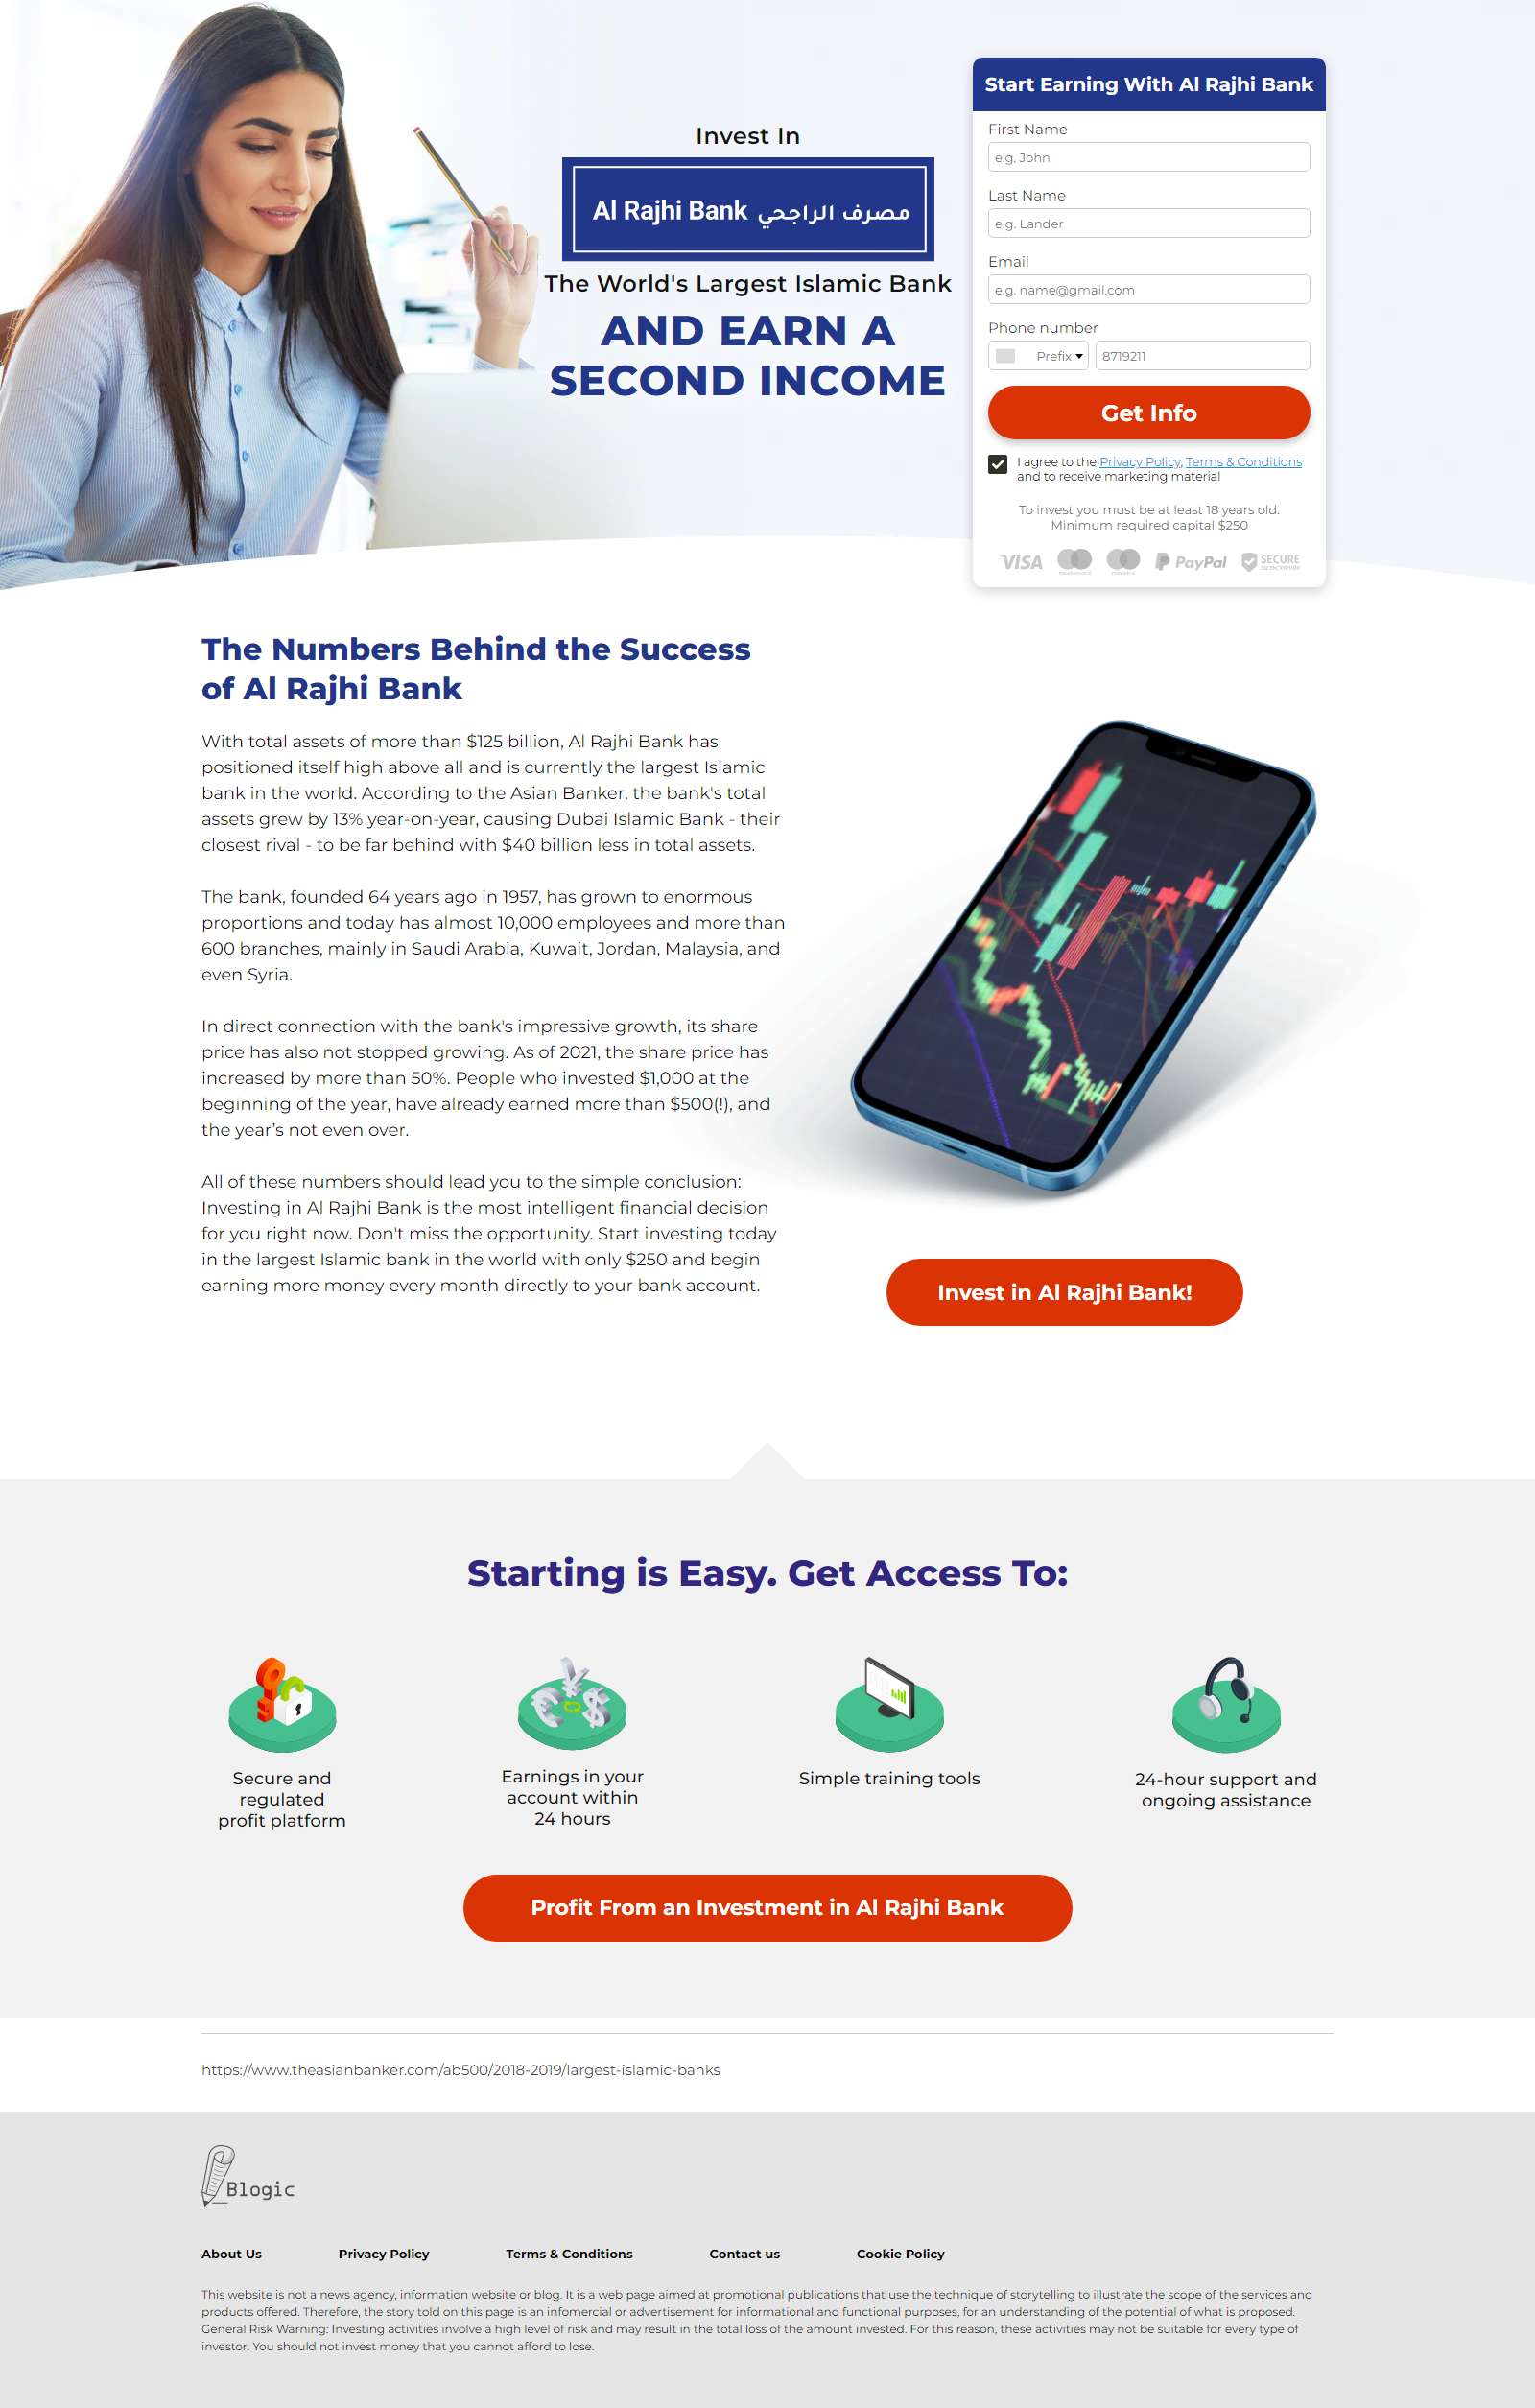 Invest In
Al Rajhi Bank مصرف الراجحي
The World's Largest Islamic Bank
AND EARN A
SECOND INCOME
Start Earning With Al Rajhi Bank
First Name
e.g. John
Last Name
e.g. Lander
Email
e.g. name@gmail.com
Phone number
Prefix 8719211
Get Info
I agree to the Privacy Policy, Terms & Conditions
and to receive marketing material
To invest you must be at least 18 years old.
Minimum required capital $250
VISA PayPal SECURE
The Numbers Behind the Success
of Al Rajhi Bank
With total assets of more than $125 billion, Al Rajhi Bank has
positioned itself high above all and is currently the largest Islamic
bank in the world. According to the Asian Banker, the bank's total
assets grew by 13% year-on-year, causing Dubai Islamic Bank - their
closest rival - to be far behind with $40 billion less in total assets.
The bank, founded 64 years ago in 1957, has grown to enormous
proportions and today has almost 10,000 employees and more than
600 branches, mainly in Saudi Arabia, Kuwait, Jordan, Malaysia, and
even Syria.
In direct connection with the bank's impressive growth, its share
price has also not stopped growing. As of 2021, the share price has
increased by more than 50%. People who invested $1,000 at the
beginning of the year, have already earned more than $500(!), and
the year's not even over.
All of these numbers should lead you to the simple conclusion:
Investing in Al Rajhi Bank is the most intelligent financial decision
for you right now. Don't miss the opportunity. Start investing today
in the largest Islamic bank in the world with only $250 and begin
earning more money every month directly to your bank account.
Invest in Al Rajhi Bank!
Starting is Easy. Get Access To:
Secure and
regulated
profit platform
Earnings in your
account within
24 hours
Simple training tools
24-hour support and
ongoing assistance
Profit From an Investment in Al Rajhi Bank
https://www.theasianbanker.com/ab500/2018-2019/largest-islamic-banks
Blogic
About Us Privacy Policy Terms & Conditions Contact us Cookie Policy
This website is not a news agency, information website or blog. It is a web page aimed at promotional publications that use the technique of storytelling to illustrate the scope of the services and
products offered. Therefore, the story told on this page is an infomercial or advertisement for informational and functional purposes, for an understanding of the potential of what is proposed.
General Risk Warning: Investing activities involve a high level of risk and may result in the total loss of the amount invested. For this reason, these activities may not be suitable for every type of
investor. You should not invest money that you cannot afford to lose.